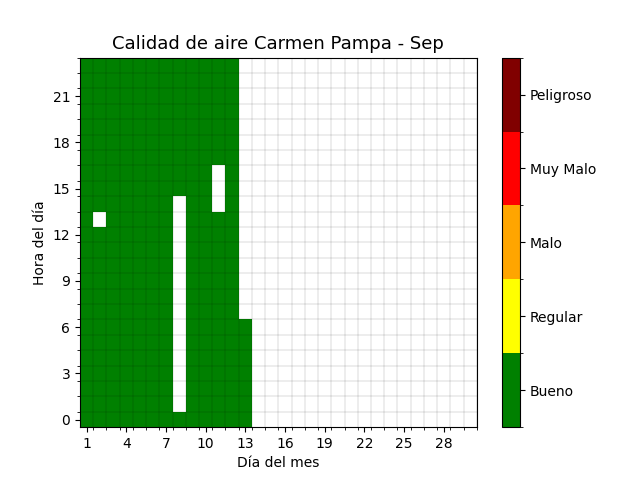 Calidad de aire Carmen Pampa - Sep
Hora del día
21
18
15
12
9
6
3
0
1 4 7 10 13 16 19 22 25 28
Día del mes
Peligroso
Muy Malo
Malo
Regular
Bueno